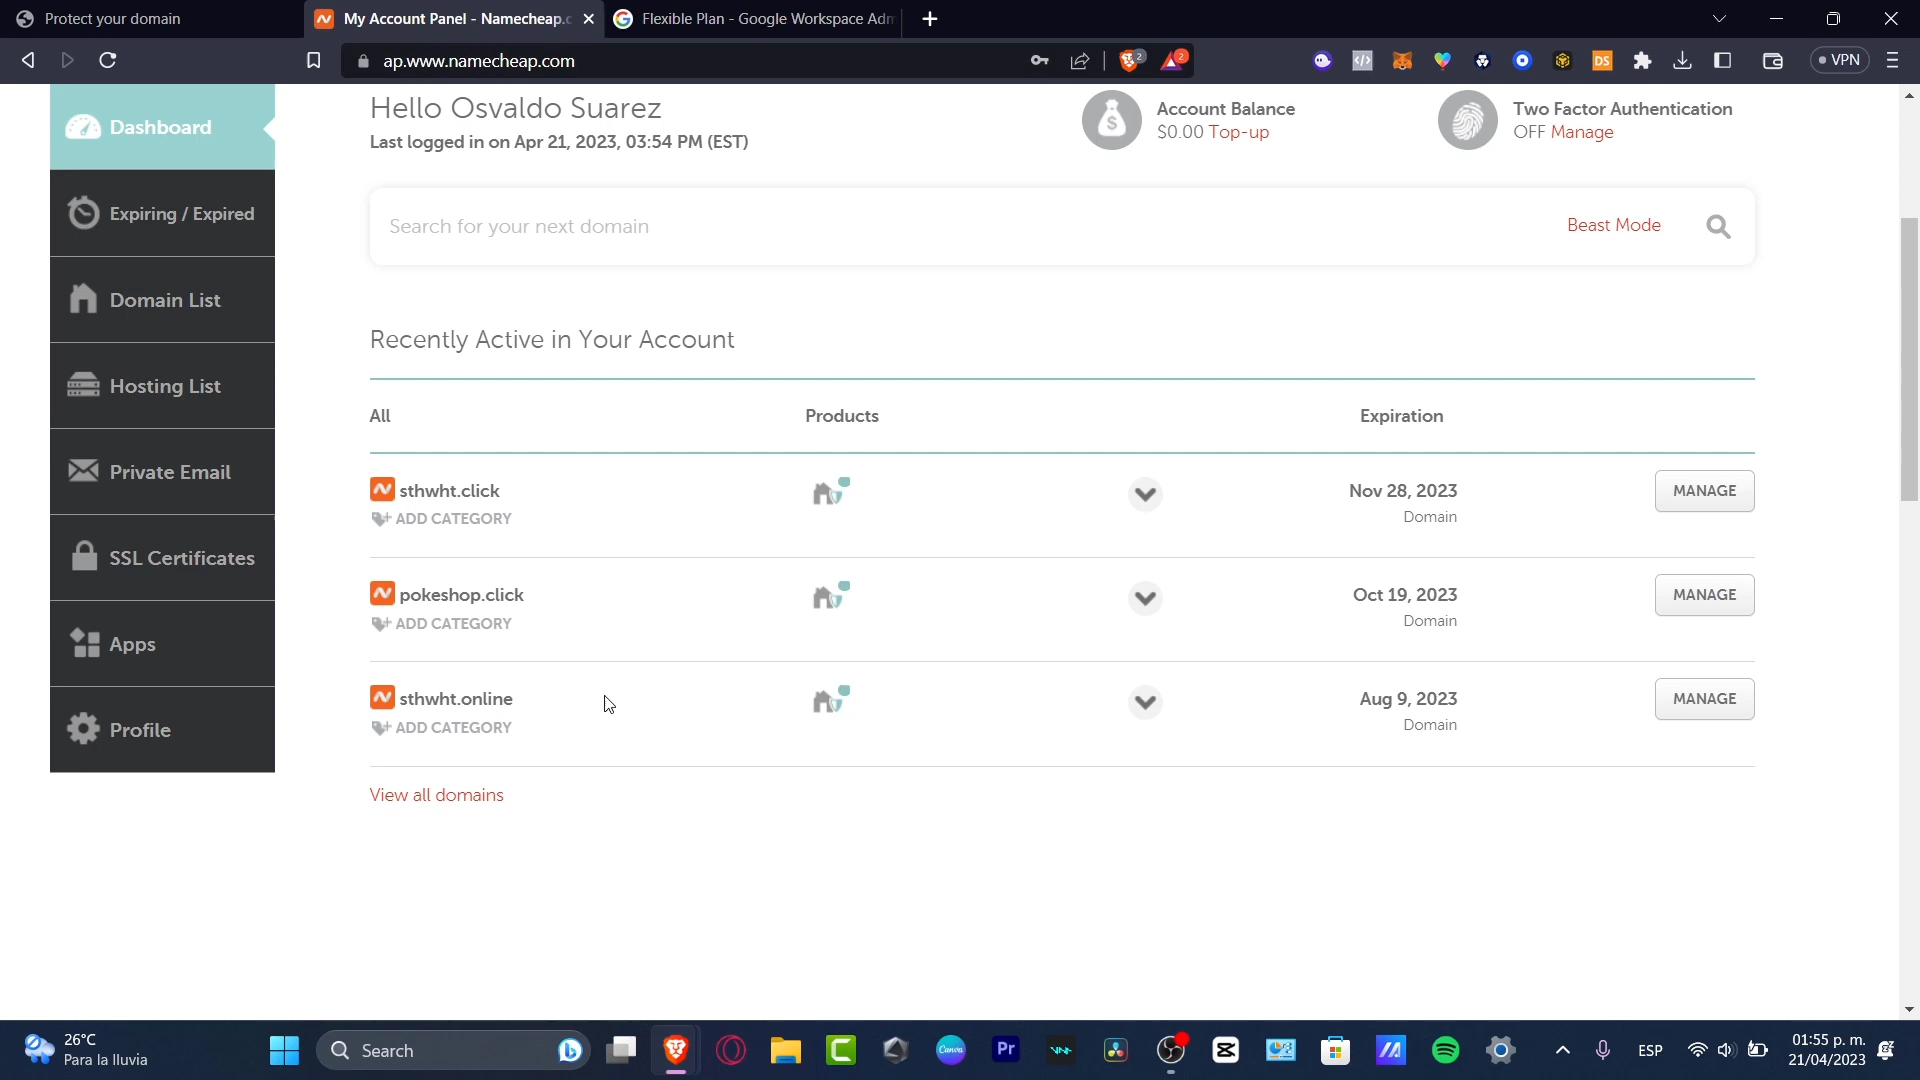 Protect your domain
My Account Panel - Namecheap.c
Flexible Plan - Google Workspace Adm
ap.www.namecheap.com
2
2
DS
VPN
Dashboard
Expiring / Expired
Domain List
Hosting List
Private Email
SSL Certificates
Apps
Profile
Hello Osvaldo Suarez
Last logged in on Apr 21, 2023, 03:54 PM (EST)
Account Balance
$0.00 Top-up
Two Factor Authentication
OFF Manage
Search for your next domain
Beast Mode
Recently Active in Your Account
All
Products
Expiration
sthwht.click
ADD CATEGORY
Nov 28, 2023
Domain
MANAGE
pokeshop.click
ADD CATEGORY
Oct 19, 2023
Domain
MANAGE
sthwht.online
ADD CATEGORY
Aug 9, 2023
Domain
MANAGE
View all domains
26°C
Para la lluvia
Search
Canva
Pr
ESP
01:55 p. m.
21/04/2023